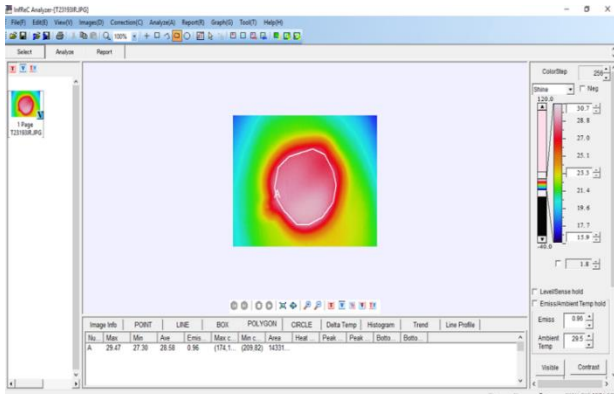 InfReC Analyzer-[T23193IR.JPG]
File(F) Edit(E) View(V) Images(D) Correction(C) Analyze(A) Report(R) Graph(G) Tool(T) Help(H)
100%
Select Analyze Report
1 Page
T23193IR.JPG
A
ColorStep 256
Shine Neg
120.0
30.7
28.8
27.0
25.1
23.3
21.4
19.6
17.7
15.9
-40.0
1.8
Level/Sense hold
Emiss/Ambient Temp hold
Emiss 0.96
Ambient Temp 29.5
Visible Contrast
Image Info POINT LINE BOX POLYGON CIRCLE Delta Temp Histogram Trend Line Profile
Nu... Max Min Ave Emis... Max c... Min c... Area Heat ... Peak ... Peak ... Botto... Botto...
A 29.47 27.30 28.58 0.96 (174,1... (209,82) 14331...